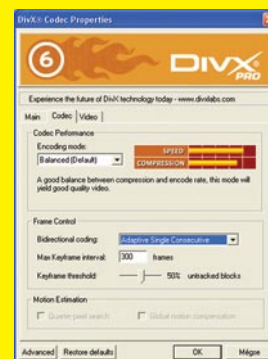 DivX® Codec Properties
6 DIVX®
PRO
Experience the future of DivX technology today - www.divxlabs.com
Main Codec Video
Codec Performance
Encoding mode:
Balanced (Default)
SPEED
COMPRESSION
A good balance between compression and encode rate, this mode will
yield good quality video.
Frame Control
Bidirectional coding: Adaptive Single Consecutive
Max Keyframe interval: 300 frames
Keyframe threshold: 50% untracked blocks
Motion Estimation
Quarter-pixel search Global motion compensation
Advanced Restore defaults OK Mégse